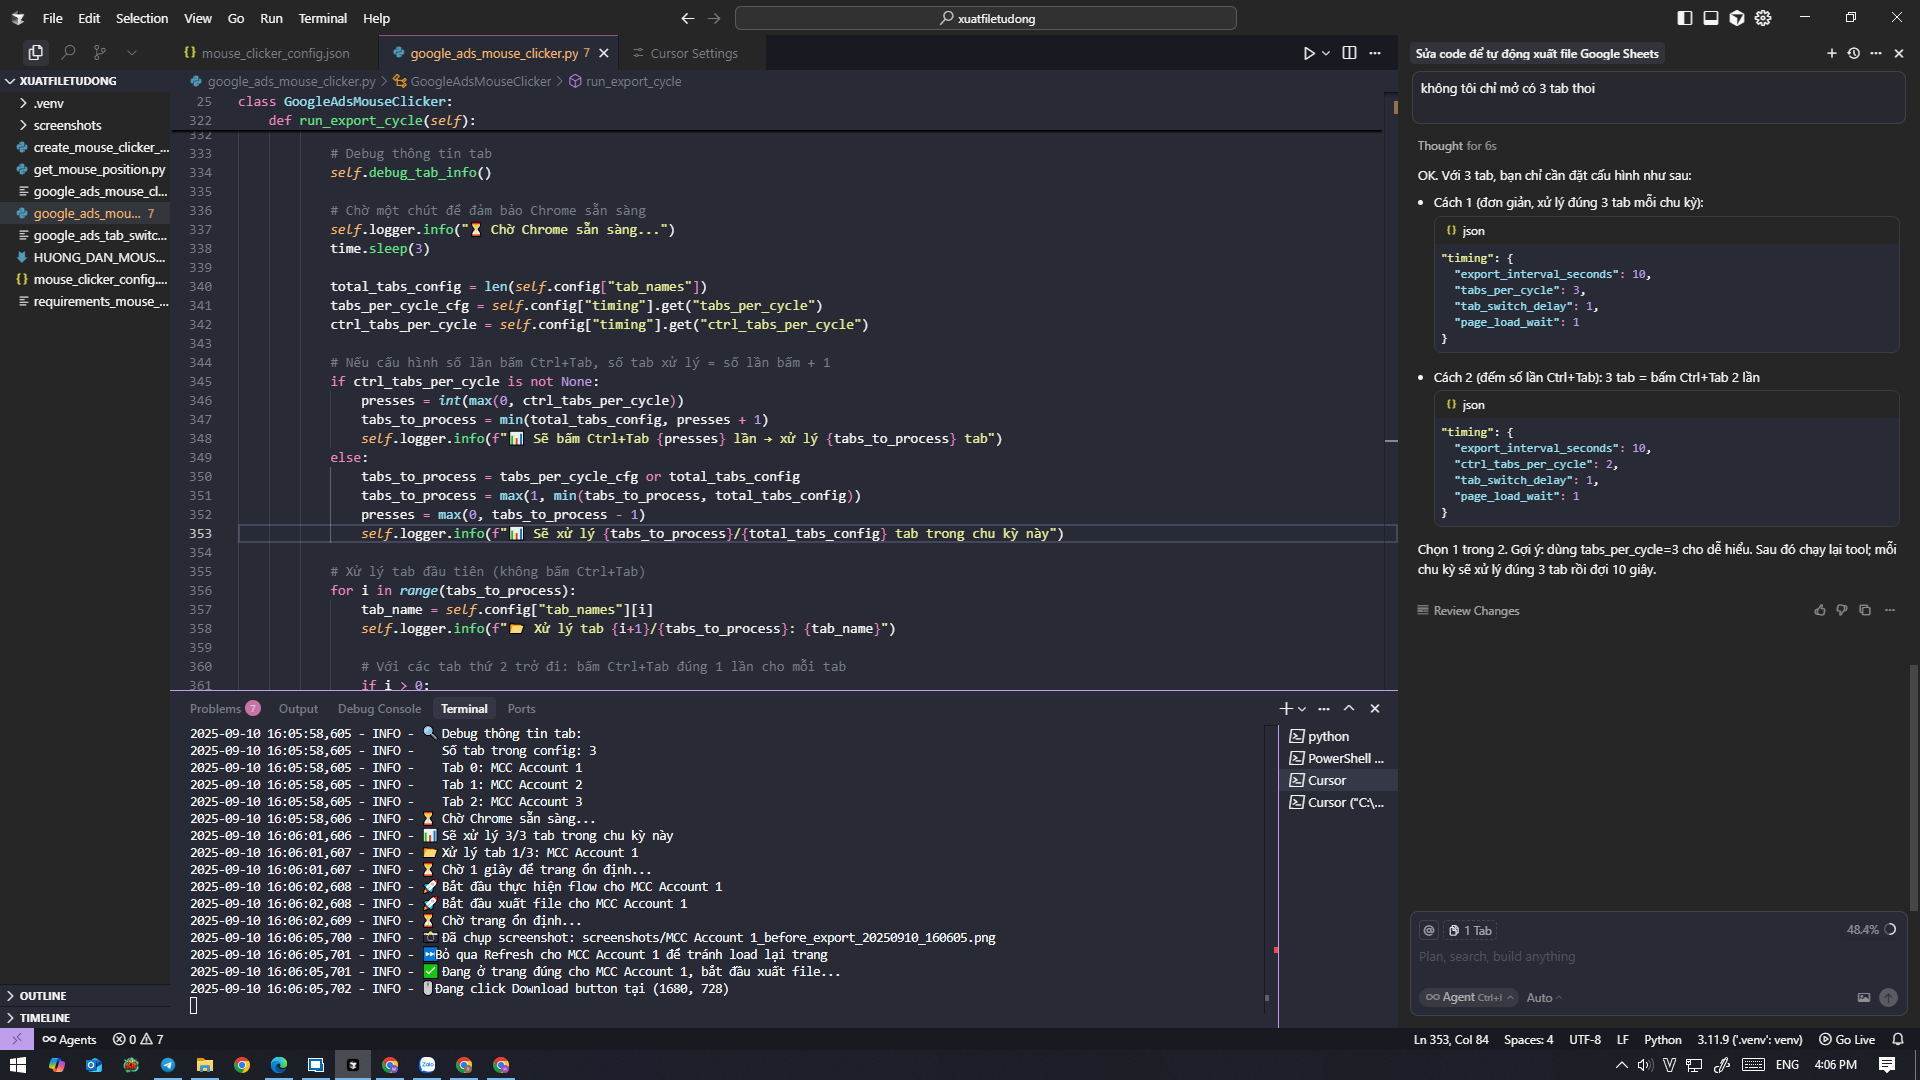 File Edit Selection View Go Run Terminal Help
xuatfiletudong
mouse_clicker_config.json
google_ads_mouse_clicker.py 7
Cursor Settings
XUATFILETUDONG
.venv
screenshots
create_mouse_clicker_...
get_mouse_position.py
google_ads_mouse_cl...
google_ads_mou... 7
google_ads_tab_switc...
HUONG_DAN_MOUS...
mouse_clicker_config....
requirements_mouse_...
OUTLINE
TIMELINE
google_ads_mouse_clicker.py > GoogleAdsMouseClicker > run_export_cycle
25 class GoogleAdsMouseClicker:
322 def run_export_cycle(self):
332
333 # Debug thông tin tab
334 self.debug_tab_info()
335
336 # Chờ một chút để đảm bảo Chrome sẵn sàng
337 self.logger.info("⏳ Chờ Chrome sẵn sàng...")
338 time.sleep(3)
339
340 total_tabs_config = len(self.config["tab_names"])
341 tabs_per_cycle_cfg = self.config["timing"].get("tabs_per_cycle")
342 ctrl_tabs_per_cycle = self.config["timing"].get("ctrl_tabs_per_cycle")
343
344 # Nếu cấu hình số lần bấm Ctrl+Tab, số tab xử lý = số lần bấm + 1
345 if ctrl_tabs_per_cycle is not None:
346 presses = int(max(0, ctrl_tabs_per_cycle))
347 tabs_to_process = min(total_tabs_config, presses + 1)
348 self.logger.info(f"📊 Sẽ bấm Ctrl+Tab {presses} lần → xử lý {tabs_to_process} tab")
349 else:
350 tabs_to_process = tabs_per_cycle_cfg or total_tabs_config
351 tabs_to_process = max(1, min(tabs_to_process, total_tabs_config))
352 presses = max(0, tabs_to_process - 1)
353 self.logger.info(f"📊 Sẽ xử lý {tabs_to_process}/{total_tabs_config} tab trong chu kỳ này")
354
355 # Xử lý tab đầu tiên (không bấm Ctrl+Tab)
356 for i in range(tabs_to_process):
357 tab_name = self.config["tab_names"][i]
358 self.logger.info(f"📂 Xử lý tab {i+1}/{tabs_to_process}: {tab_name}")
359
360 # Với các tab thứ 2 trở đi: bấm Ctrl+Tab đúng 1 lần cho mỗi tab
361 if i > 0:
Problems 7 Output Debug Console Terminal Ports
2025-09-10 16:05:58,605 - INFO - 🔍 Debug thông tin tab:
2025-09-10 16:05:58,605 - INFO - Số tab trong config: 3
2025-09-10 16:05:58,605 - INFO - Tab 0: MCC Account 1
2025-09-10 16:05:58,605 - INFO - Tab 1: MCC Account 2
2025-09-10 16:05:58,605 - INFO - Tab 2: MCC Account 3
2025-09-10 16:05:58,606 - INFO - ⏳ Chờ Chrome sẵn sàng...
2025-09-10 16:06:01,606 - INFO - 📊 Sẽ xử lý 3/3 tab trong chu kỳ này
2025-09-10 16:06:01,607 - INFO - 📂 Xử lý tab 1/3: MCC Account 1
2025-09-10 16:06:01,607 - INFO - ⏳ Chờ 1 giây để trang ổn định...
2025-09-10 16:06:02,608 - INFO - 🚀 Bắt đầu thực hiện flow cho MCC Account 1
2025-09-10 16:06:02,608 - INFO - 🚀 Bắt đầu xuất file cho MCC Account 1
2025-09-10 16:06:02,609 - INFO - ⏳ Chờ trang ổn định...
2025-09-10 16:06:05,700 - INFO - 📸 Đã chụp screenshot: screenshots/MCC Account 1_before_export_20250910_160605.png
2025-09-10 16:06:05,701 - INFO - ⏭️Bỏ qua Refresh cho MCC Account 1 để tránh load lại trang
2025-09-10 16:06:05,701 - INFO - ✅ Đang ở trang đúng cho MCC Account 1, bắt đầu xuất file...
2025-09-10 16:06:05,702 - INFO - 🖱️Đang click Download button tại (1680, 728)
python
PowerShell ...
Cursor
Cursor ("C:\...
Sửa code để tự động xuất file Google Sheets
không tôi chỉ mở có 3 tab thoi
Thought for 6s
OK. Với 3 tab, bạn chỉ cần đặt cấu hình như sau:
• Cách 1 (đơn giản, xử lý đúng 3 tab mỗi chu kỳ):
json
"timing": {
"export_interval_seconds": 10,
"tabs_per_cycle": 3,
"tab_switch_delay": 1,
"page_load_wait": 1
}
• Cách 2 (đếm số lần Ctrl+Tab): 3 tab = bấm Ctrl+Tab 2 lần
json
"timing": {
"export_interval_seconds": 10,
"ctrl_tabs_per_cycle": 2,
"tab_switch_delay": 1,
"page_load_wait": 1
}
Chọn 1 trong 2. Gợi ý: dùng tabs_per_cycle=3 cho dễ hiểu. Sau đó chạy lại tool; mỗi
chu kỳ sẽ xử lý đúng 3 tab rồi đợi 10 giây.
Review Changes
@ 1 Tab 48.4%
Plan, search, build anything
Agent Ctrl+I Auto
Agents 0 7
Ln 353, Col 84 Spaces: 4 UTF-8 LF Python 3.11.9 ('.venv': venv) Go Live
Zalo
ENG 4:06 PM